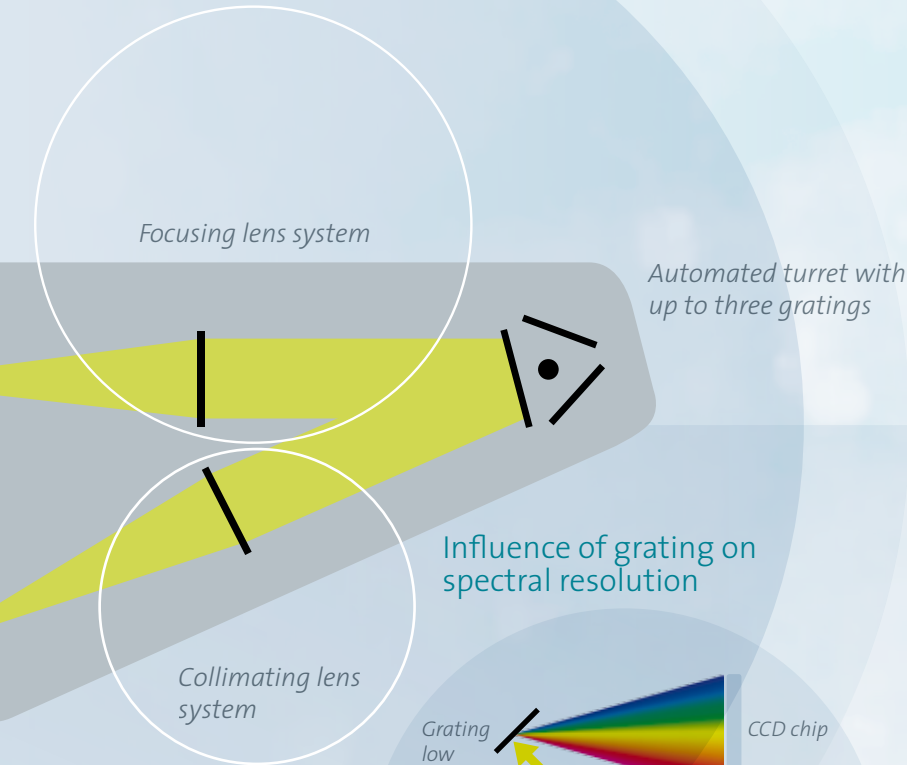 Focusing lens system
Automated turret with
up to three gratings
Influence of grating on
spectral resolution
Collimating lens
system
Grating
low
CCD chip